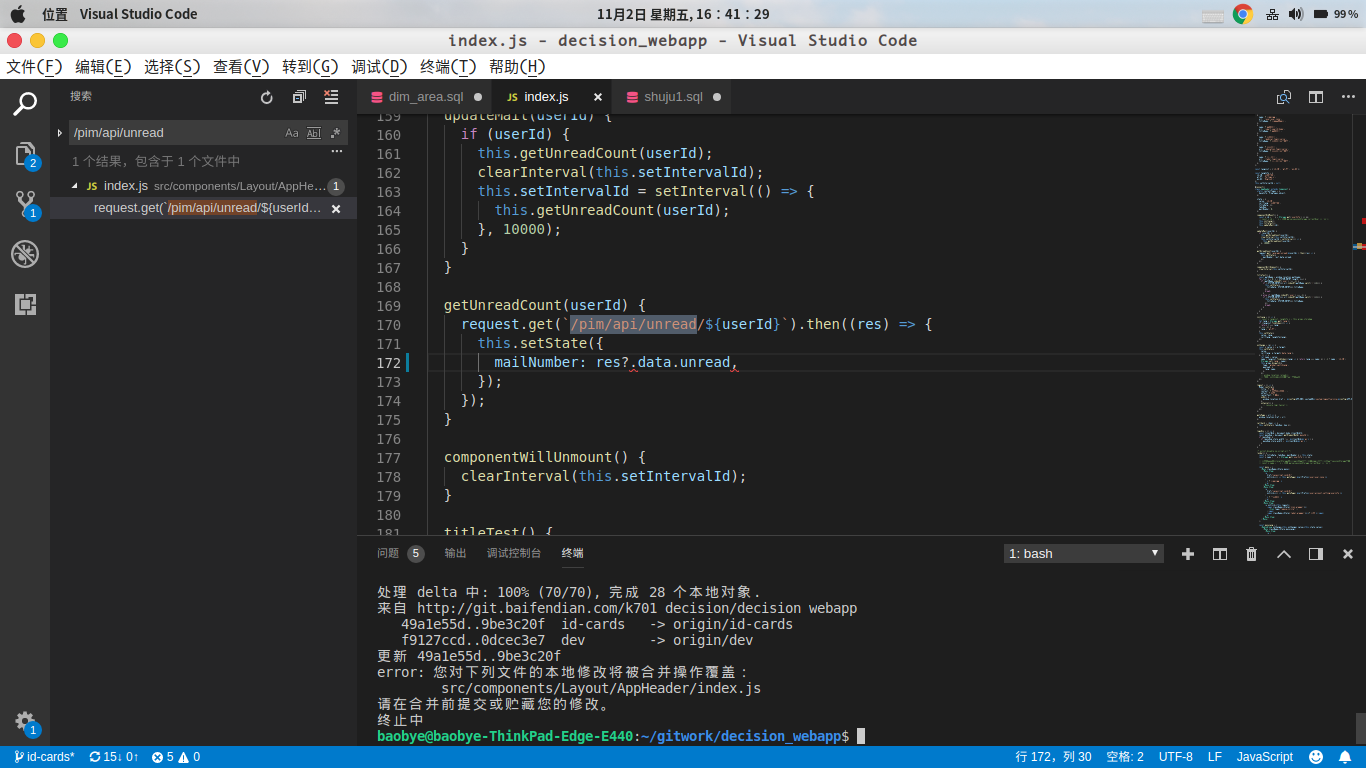 位置 Visual Studio Code 11月2日 星期五, 16：41：29 99%
index.js - decision_webapp - Visual Studio Code
文件(F) 编辑(E) 选择(S) 查看(V) 转到(G) 调试(D) 终端(T) 帮助(H)
搜索
/pim/api/unread Aa Abl .*
1 个结果，包含于 1 个文件中
JS index.js src/components/Layout/AppHe… 1
request.get(`/pim/api/unread/${userId…
2
1
1
dim_area.sql JS index.js shuju1.sql
159 updateMail(userId) {
160 if (userId) {
161 this.getUnreadCount(userId);
162 clearInterval(this.setIntervalId);
163 this.setIntervalId = setInterval(() => {
164 this.getUnreadCount(userId);
165 }, 10000);
166 }
167 }
168
169 getUnreadCount(userId) {
170 request.get(`/pim/api/unread/${userId}`).then((res) => {
171 this.setState({
172 mailNumber: res?.data.unread,
173 });
174 });
175 }
176
177 componentWillUnmount() {
178 clearInterval(this.setIntervalId);
179 }
180
181 titleTest() {
问题 5 输出 调试控制台 终端 1: bash
处理 delta 中: 100% (70/70), 完成 28 个本地对象.
来自 http://git.baifendian.com/k701_decision/decision_webapp
49a1e55d..9be3c20f id-cards -> origin/id-cards
f9127ccd..0dcec3e7 dev -> origin/dev
更新 49a1e55d..9be3c20f
error: 您对下列文件的本地修改将被合并操作覆盖：
src/components/Layout/AppHeader/index.js
请在合并前提交或贮藏您的修改。
终止中
baobye@baobye-ThinkPad-Edge-E440:~/gitwork/decision_webapp$
id-cards* 15↓ 0↑ 5 0 行 172，列 30 空格: 2 UTF-8 LF JavaScript